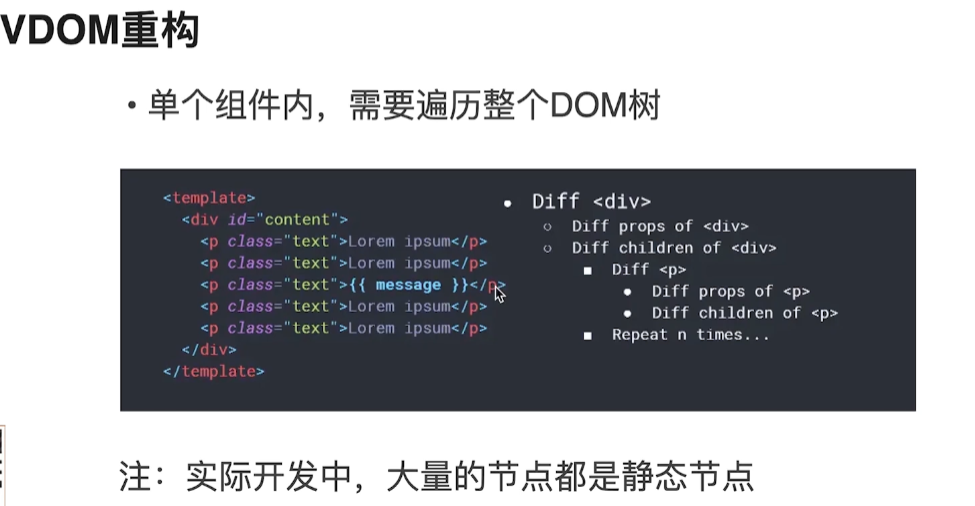 VDOM重构
• 单个组件内，需要遍历整个DOM树
<template>
<div id="content">
<p class="text">Lorem ipsum</p>
<p class="text">Lorem ipsum</p>
<p class="text">{{ message }}</p>
<p class="text">Lorem ipsum</p>
<p class="text">Lorem ipsum</p>
</div>
</template>
• Diff <div>
○ Diff props of <div>
○ Diff children of <div>
■ Diff <p>
• Diff props of <p>
• Diff children of <p>
■ Repeat n times...
注：实际开发中，大量的节点都是静态节点